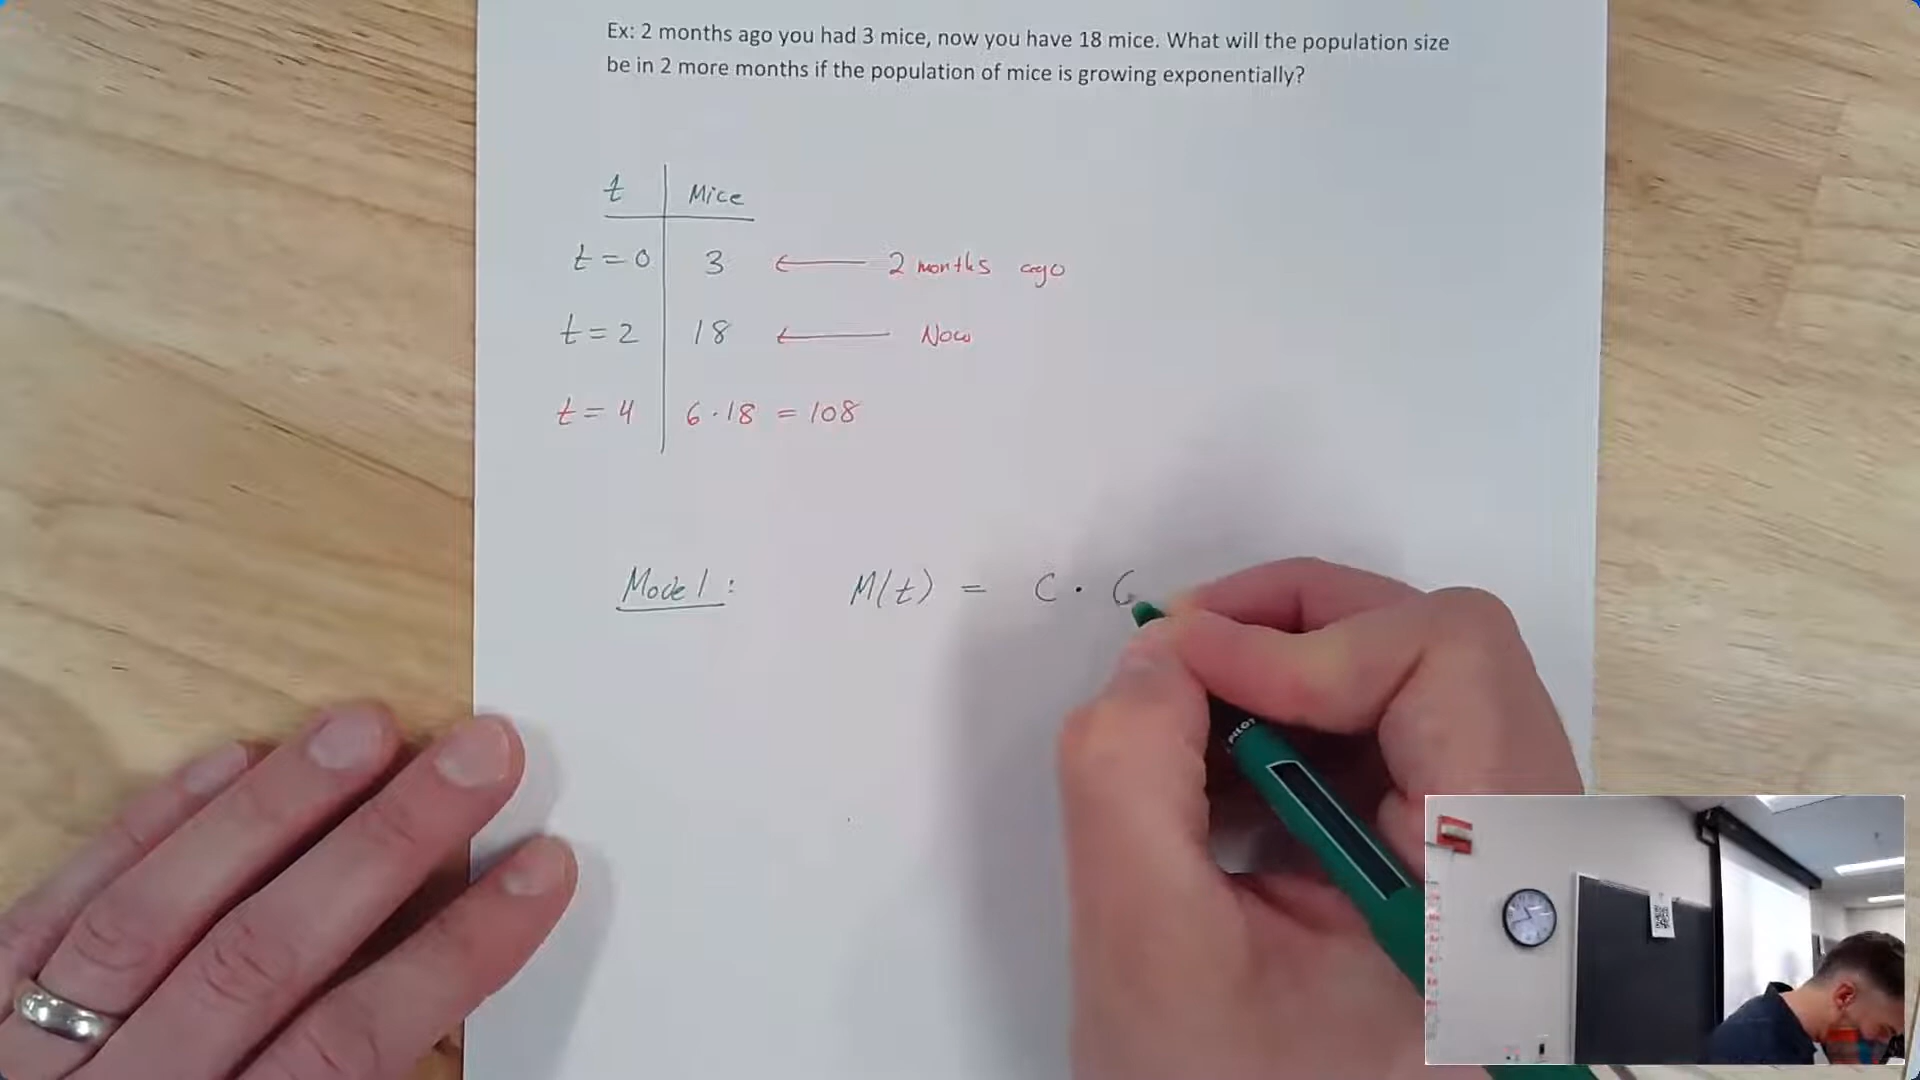 Ex: 2 months ago you had 3 mice, now you have 18 mice. What will the population size
be in 2 more months if the population of mice is growing exponentially?
t Mice
t = 0 3 ← 2 months ago
t = 2 18 ← Now
t = 4 6 · 18 = 108
Model: M(t) = C · 6
PILOT